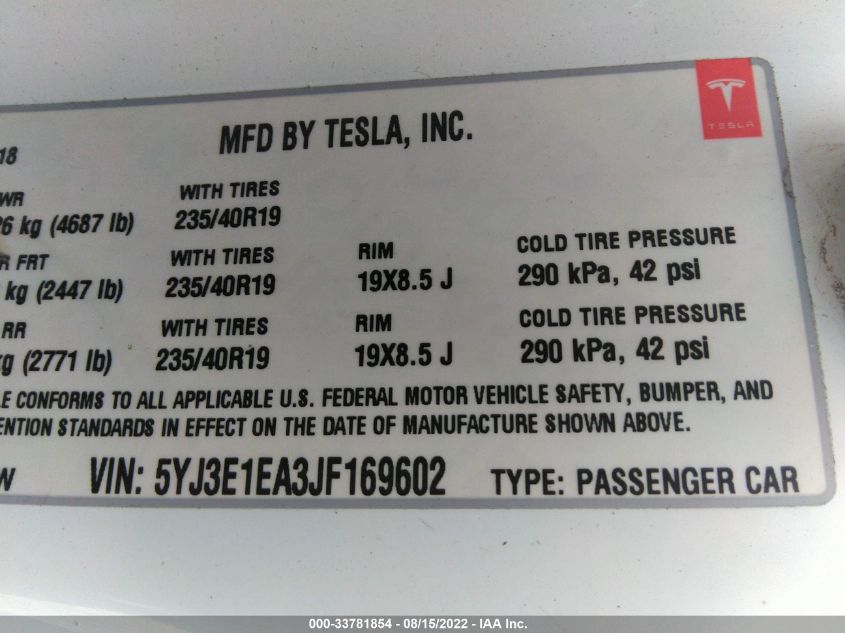 MFD BY TESLA, INC.
TESLA
18
WR WITH TIRES
26 kg (4687 lb) 235/40R19
R FRT WITH TIRES RIM COLD TIRE PRESSURE
kg (2447 lb) 235/40R19 19X8.5 J 290 kPa, 42 psi
RR WITH TIRES RIM COLD TIRE PRESSURE
kg (2771 lb) 235/40R19 19X8.5 J 290 kPa, 42 psi
LE CONFORMS TO ALL APPLICABLE U.S. FEDERAL MOTOR VEHICLE SAFETY, BUMPER, AND
ENTION STANDARDS IN EFFECT ON THE DATE OF MANUFACTURE SHOWN ABOVE.
W VIN: 5YJ3E1EA3JF169602 TYPE: PASSENGER CAR
000-33781854 - 08/15/2022 - IAA Inc.